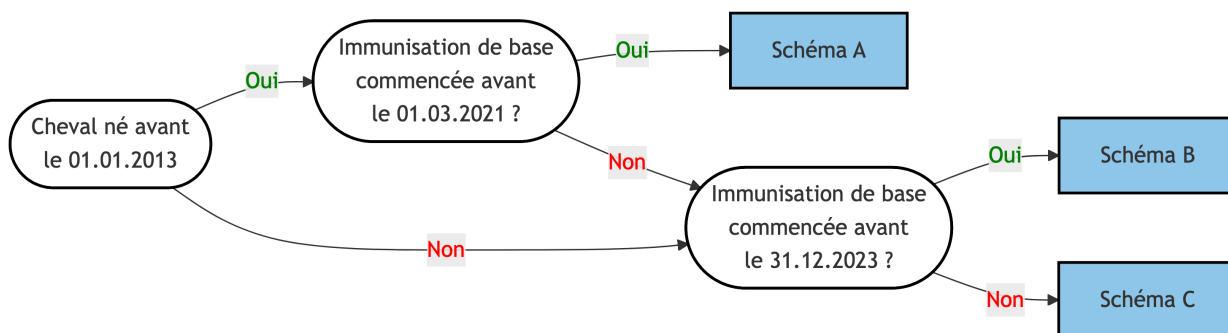 Cheval né avant
le 01.01.2013
Oui
Non
Immunisation de base
commencée avant
le 01.03.2021 ?
Oui
Non
Schéma A
Immunisation de base
commencée avant
le 31.12.2023 ?
Oui
Non
Schéma B
Schéma C